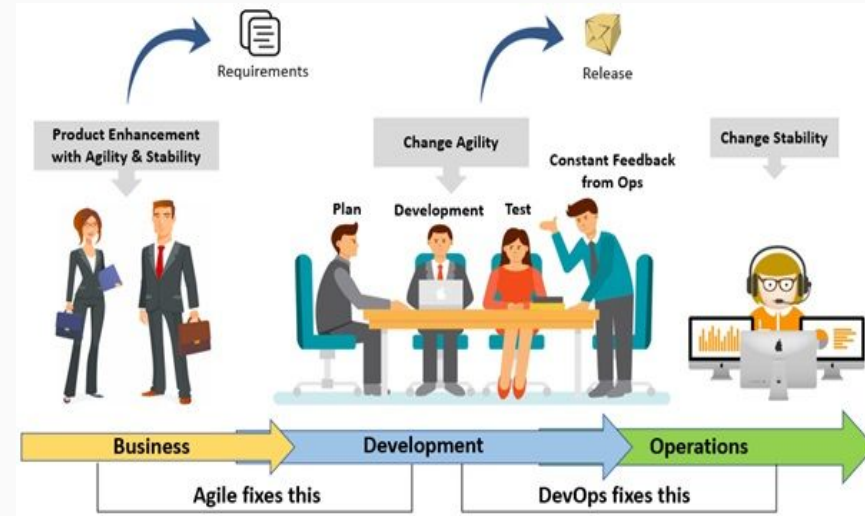 Requirements
Release
Product Enhancement
with Agility & Stability
Change Agility
Change Stability
Constant Feedback
from Ops
Plan
Development
Test
Business
Development
Operations
Agile fixes this
DevOps fixes this